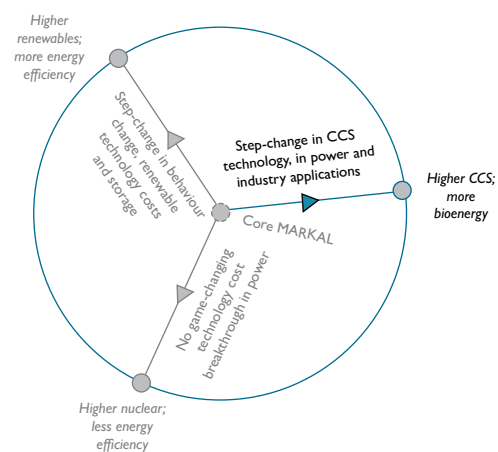 Higher
renewables;
more energy
efficiency
Step-change in behaviour
change, renewable
technology costs
and storage
Step-change in CCS
technology, in power and
industry applications
Higher CCS;
more
bioenergy
Core MARKAL
No game-changing
technology cost
breakthrough in power
Higher nuclear;
less energy
efficiency